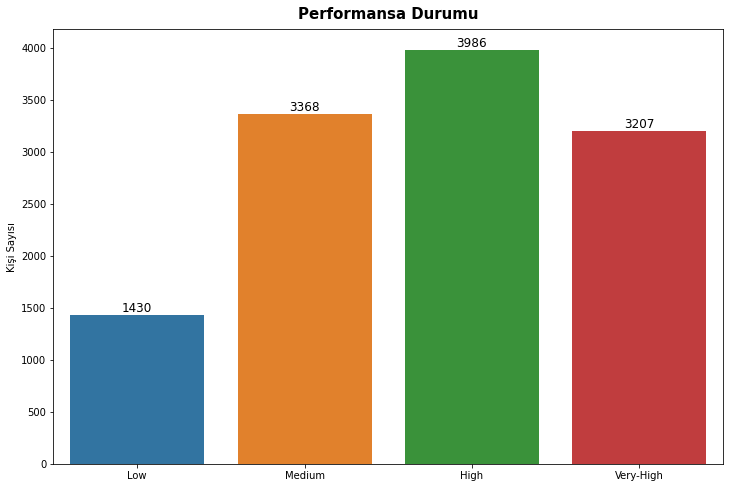 Performansa Durumu
Kişi Sayısı
4000
3500
3000
2500
2000
1500
1000
500
0
1430
3368
3986
3207
Low
Medium
High
Very-High